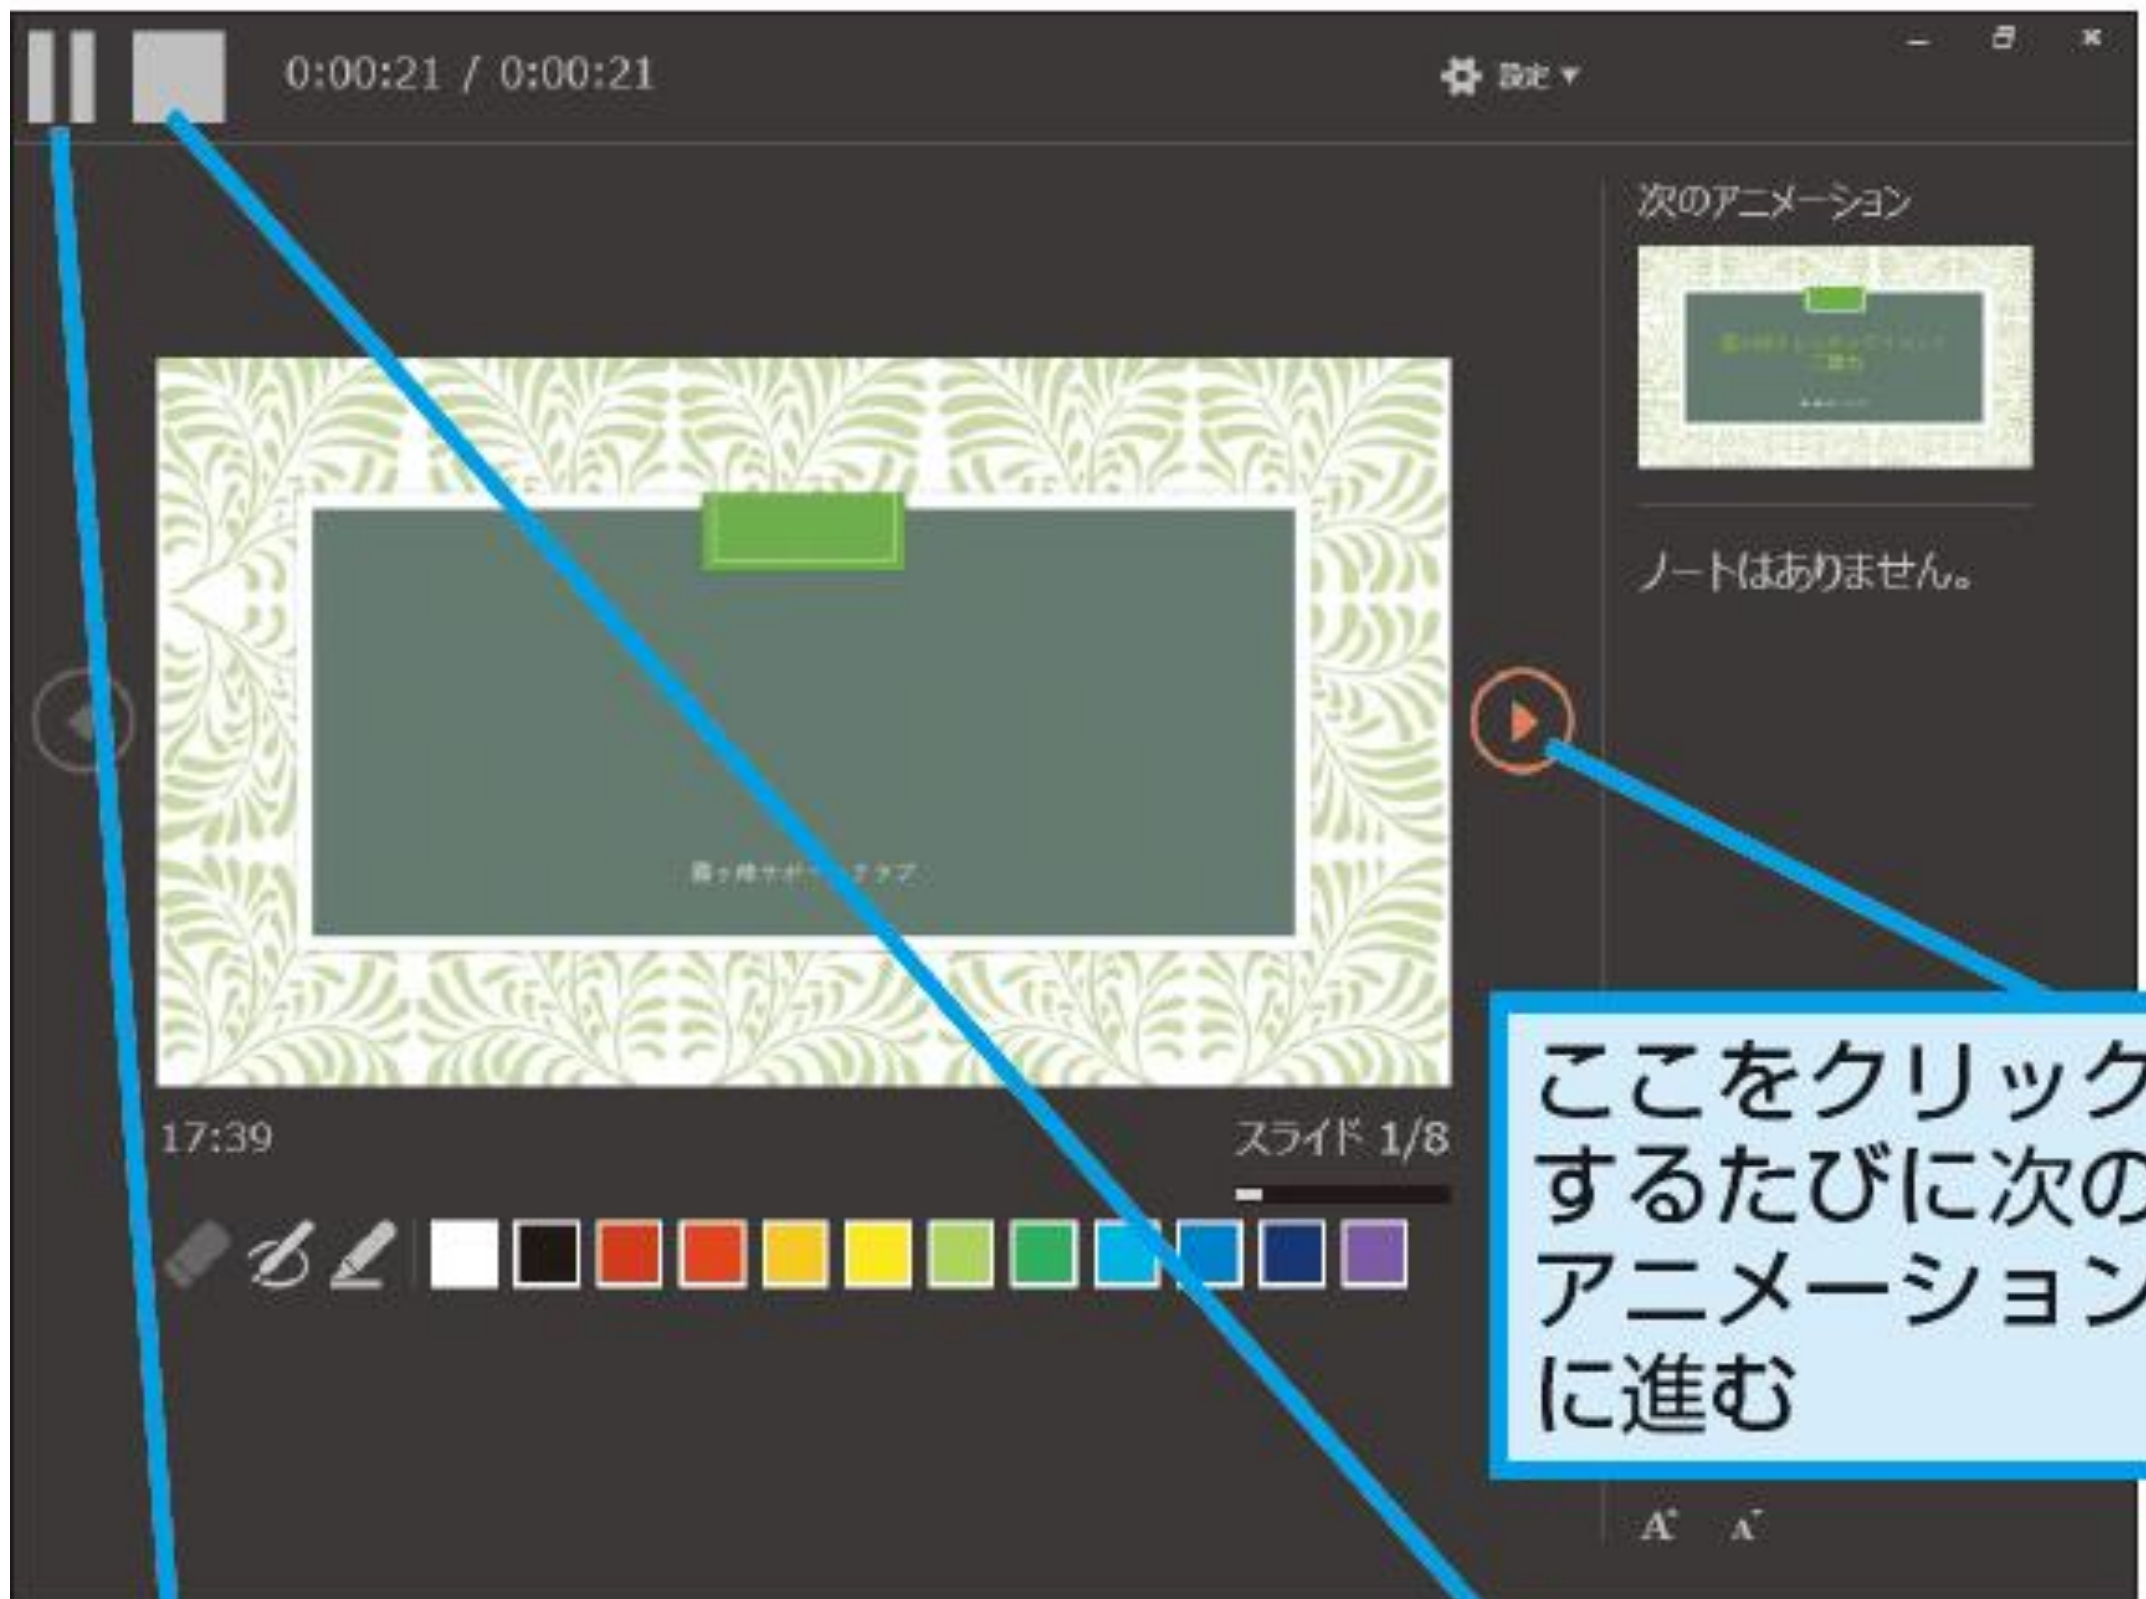 0:00:21 / 0:00:21
設定
次のアニメーション
ノートはありません。
17:39
スライド 1/8
ここをクリック
するたびに次の
アニメーション
に進む
A A